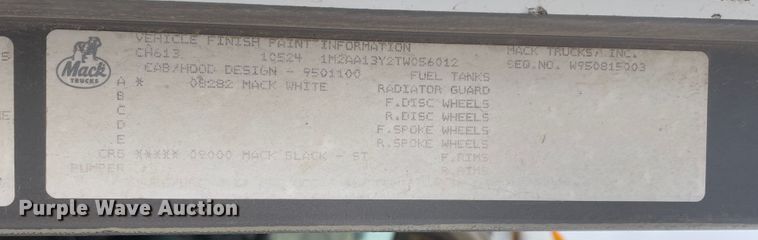 VEHICLE FINISH PAINT INFORMATION
CH613 10524 1M2AA13Y2TW056012 MACK TRUCKS, INC.
CAB/HOOD DESIGN - 9501100 FUEL TANKS SEQ.NO. W950815003
Mack
TRUCKS
A * 08282 MACK WHITE RADIATOR GUARD
B F.DISC WHEELS
C R.DISC WHEELS
D F.SPOKE WHEELS
E R.SPOKE WHEELS
CRS ***** 09000 MACK BLACK - ST F.RIMS
BUMPER R.RIMS
Purple Wave Auction